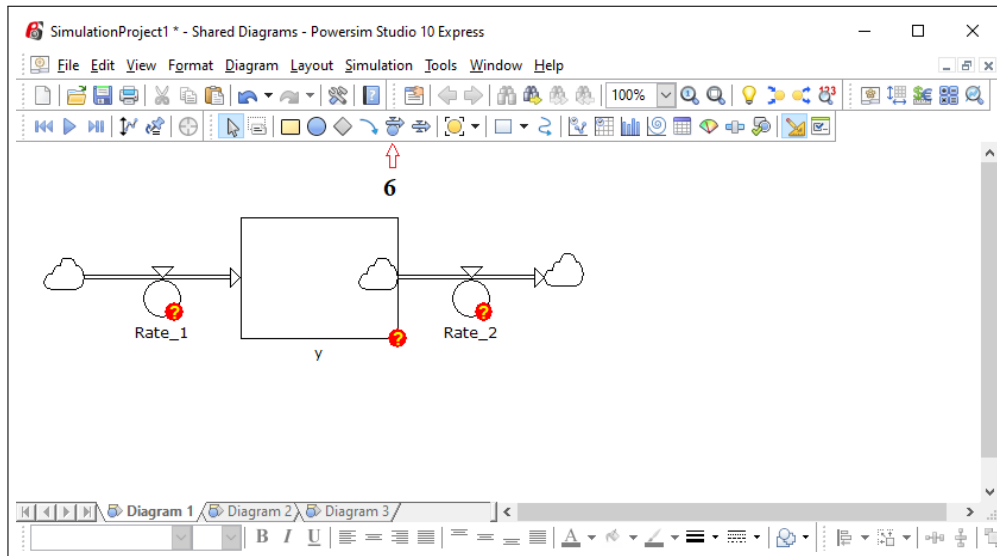 SimulationProject1 * - Shared Diagrams - Powersim Studio 10 Express
File Edit View Format Diagram Layout Simulation Tools Window Help
100%
123
6
Rate_1
?
Rate_2
?
?
y
Diagram 1 Diagram 2 Diagram 3
B I U A